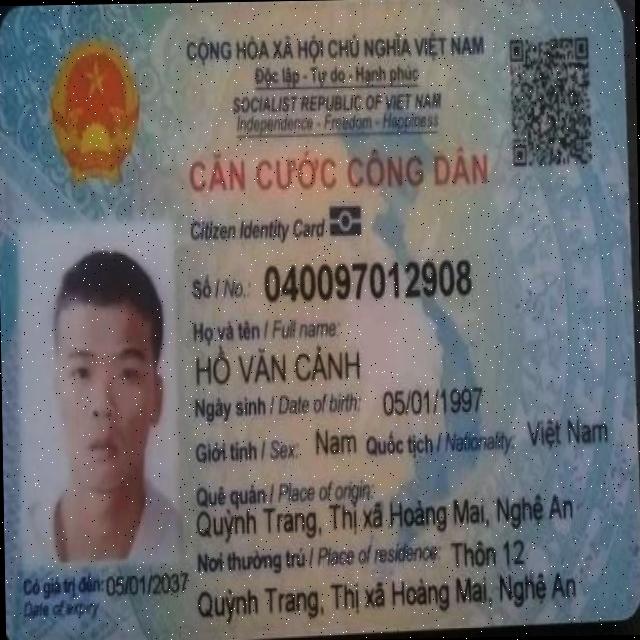 CỘNG HÒA XÃ HỘI CHỦ NGHĨA VIỆT NAM
Độc lập - Tự do - Hạnh phúc
SOCIALIST REPUBLIC OF VIET NAM
Independence - Freedom - Happiness
CĂN CƯỚC CÔNG DÂN
Citizen Identity Card
Số / No.: 040097012908
Họ và tên / Full name:
HỒ VĂN CẢNH
Ngày sinh / Date of birth: 05/01/1997
Giới tính / Sex: Nam Quốc tịch / Nationality: Việt Nam
Quê quán / Place of origin:
Quỳnh Trang, Thị xã Hoàng Mai, Nghệ An
Nơi thường trú / Place of residence: Thôn 12
Quỳnh Trang, Thị xã Hoàng Mai, Nghệ An
Có giá trị đến: 05/01/2037
Date of expiry